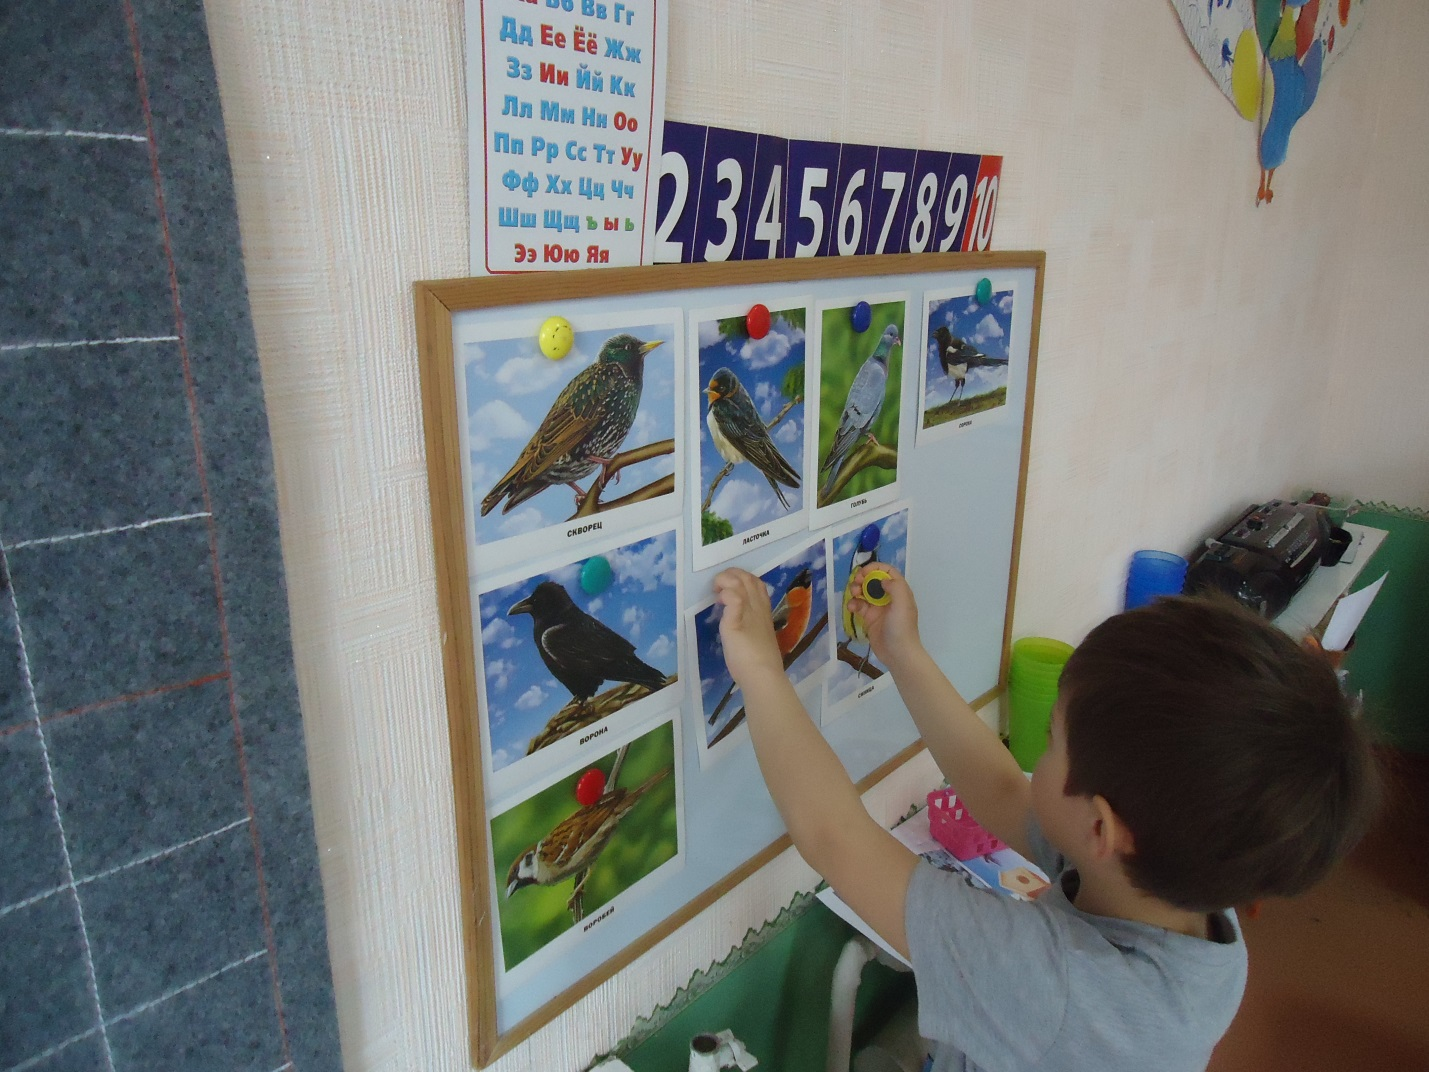 Вв Гг
Дд Ее Ёё Жж
Зз Ии Йй Кк
Лл Мм Нн Оо
Пп Рр Сс Тт Уу
Фф Хх Цц Чч
Шш Щщ ъ ы ь
Ээ Юю Яя
2 3 4 5 6 7 8 9 10
СКВОРЕЦ
ЛАСТОЧКА
ГОЛУБЬ
СОРОКА
ВОРОНА
СИНИЦА
ВОРОБЕЙ